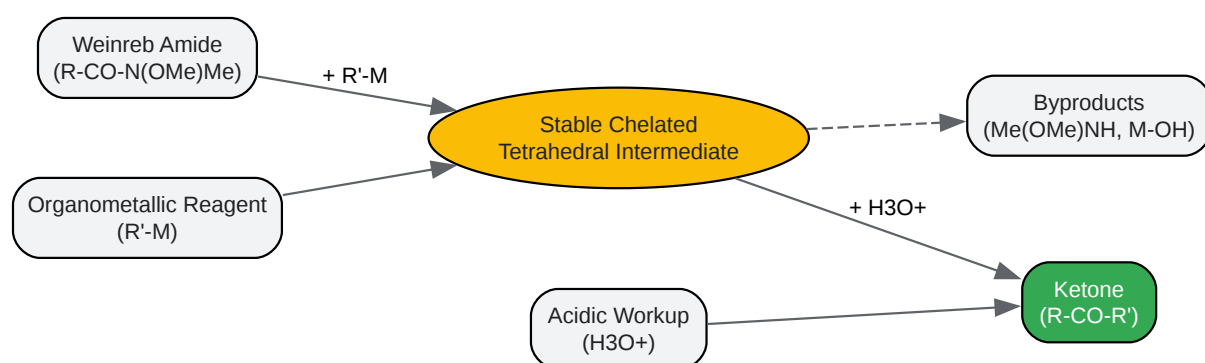 Weinreb Amide
(R-CO-N(OMe)Me)
+ R'-M
Organometallic Reagent
(R'-M)
Stable Chelated
Tetrahedral Intermediate
Byproducts
(Me(OMe)NH, M-OH)
+ H3O+
Acidic Workup
(H3O+)
Ketone
(R-CO-R')